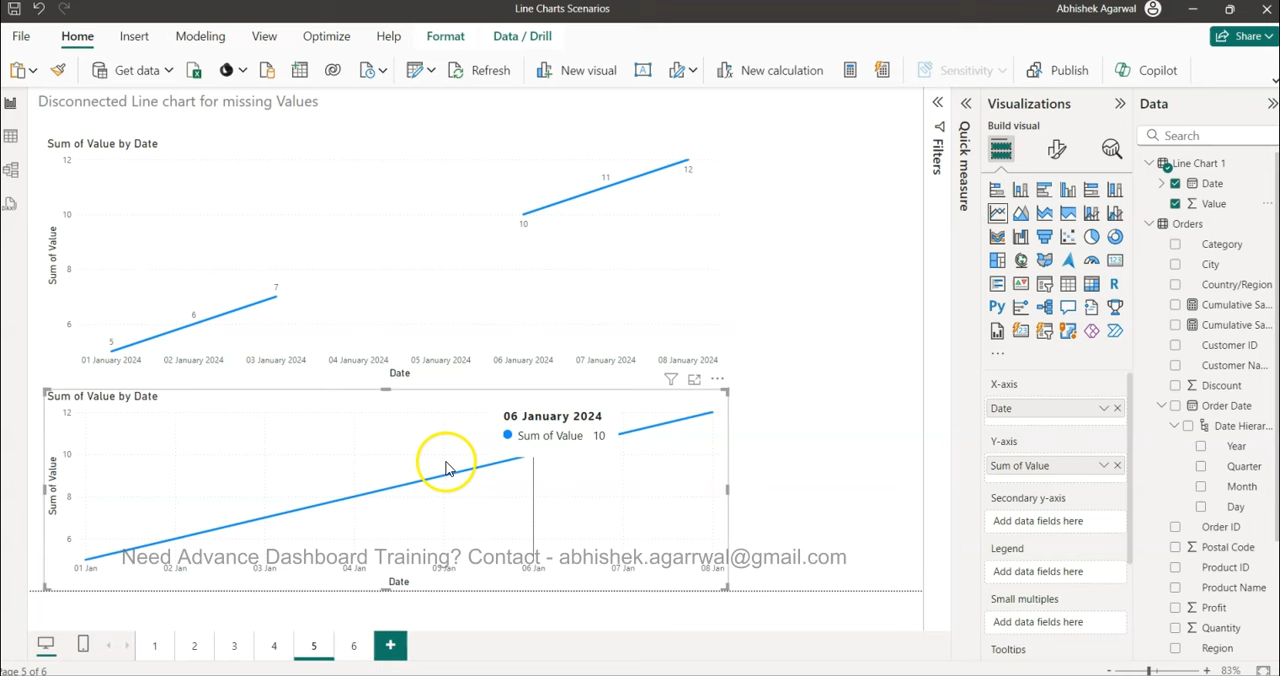 Line Charts Scenarios
Abhishek Agarwal
File Home Insert Modeling View Optimize Help Format Data / Drill
Share
Get data
Refresh
New visual
New calculation
Sensitivity
Publish
Copilot
Disconnected Line chart for missing Values
Sum of Value by Date
12
10
8
6
Sum of Value
5
6
7
10
11
12
01 January 2024 02 January 2024 03 January 2024 04 January 2024 05 January 2024 06 January 2024 07 January 2024 08 January 2024
Date
Sum of Value by Date
12
10
8
6
Sum of Value
06 January 2024
Sum of Value 10
Need Advance Dashboard Training? Contact - abhishek.agarrwal@gmail.com
01 Jan 02 Jan 03 Jan 04 Jan 05 Jan 06 Jan 07 Jan 08 Jan
Date
1 2 3 4 5 6
Page 5 of 6
83%
Filters
Quick measure
Visualizations
Build visual
R
Py
123
X-axis
Date
Y-axis
Sum of Value
Secondary y-axis
Add data fields here
Legend
Add data fields here
Small multiples
Add data fields here
Tooltips
Data
Search
Line Chart 1
Date
Value
Orders
Category
City
Country/Region
Cumulative Sa...
Cumulative Sa...
Customer ID
Customer Na...
Discount
Order Date
Date Hierar...
Year
Quarter
Month
Day
Order ID
Postal Code
Product ID
Product Name
Profit
Quantity
Region